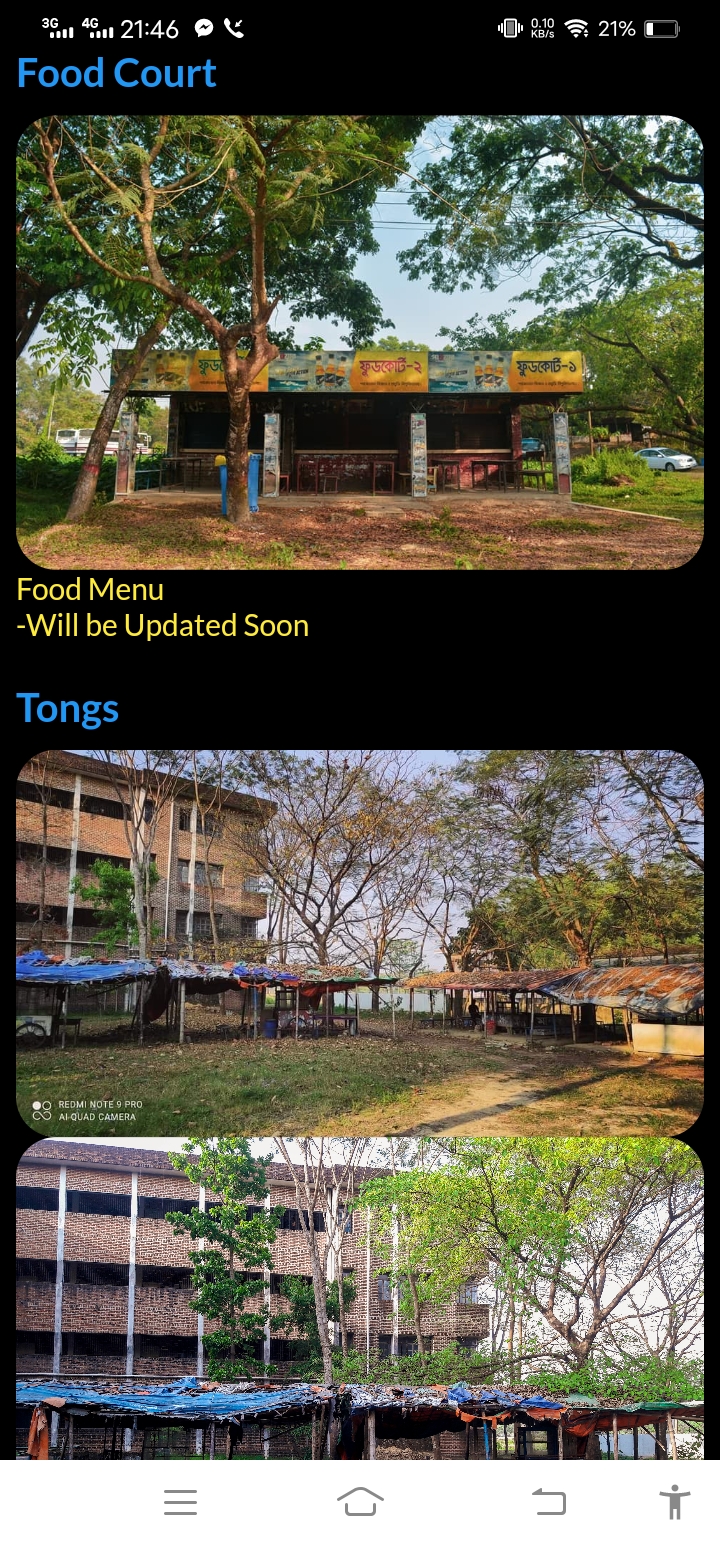 3G 4G 21:46 0.10 KB/s 21%
Food Court
ফুডকোর্ট-২ ফুডকোর্ট-১
Food Menu
-Will be Updated Soon
Tongs
REDMI NOTE 9 PRO
AI QUAD CAMERA